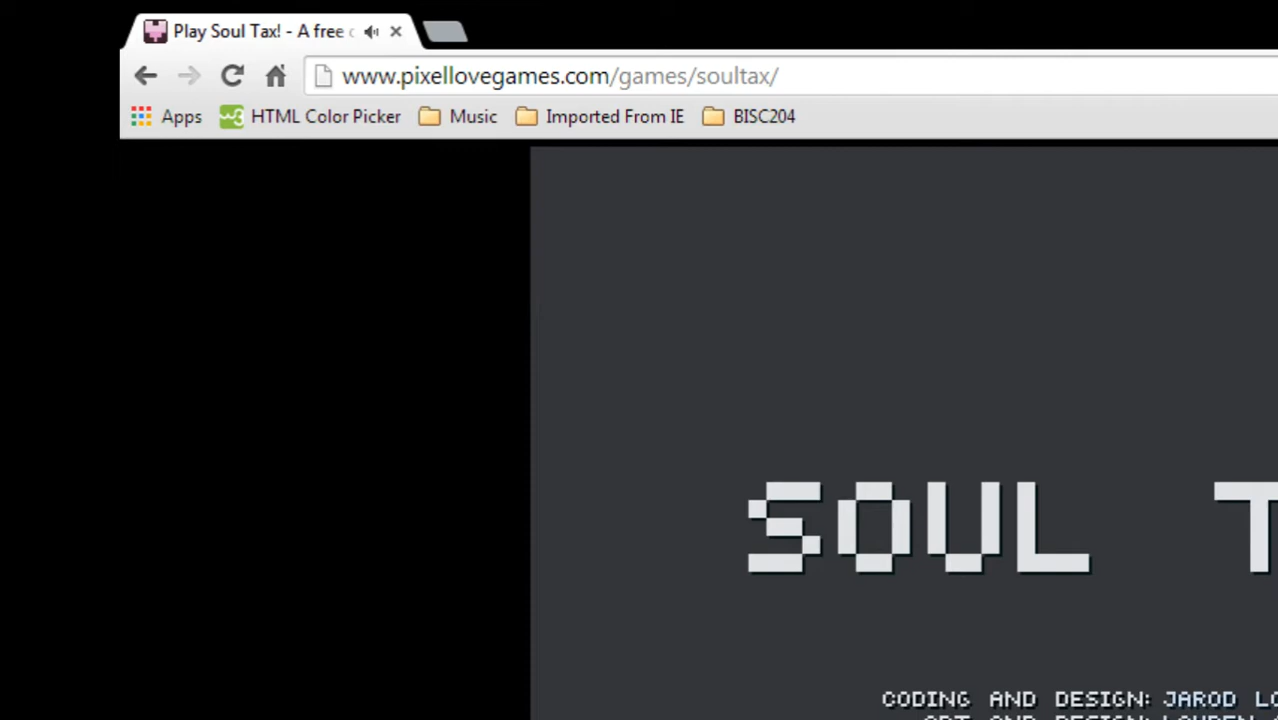 Play Soul Tax! - A free
www.pixellovegames.com/games/soultax/
Apps HTML Color Picker Music Imported From IE BISC204
SOUL T
CODING AND DESIGN: JAROD LO